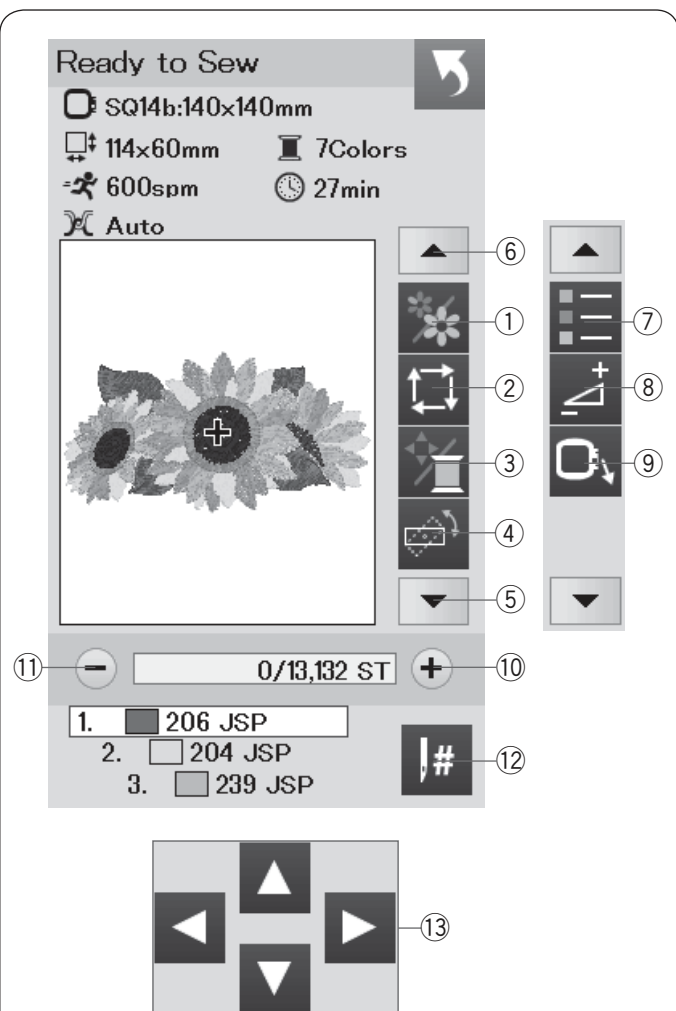 Ready to Sew
SQ14b:140x140mm
114x60mm 7Colors
600spm 27min
Auto
⑥
① ⑦
② ⑧
③ ⑨
④
⑤
⑪ − 0/13,132 ST + ⑩
1. 206 JSP
2. 204 JSP
# ⑫
3. 239 JSP
⑬